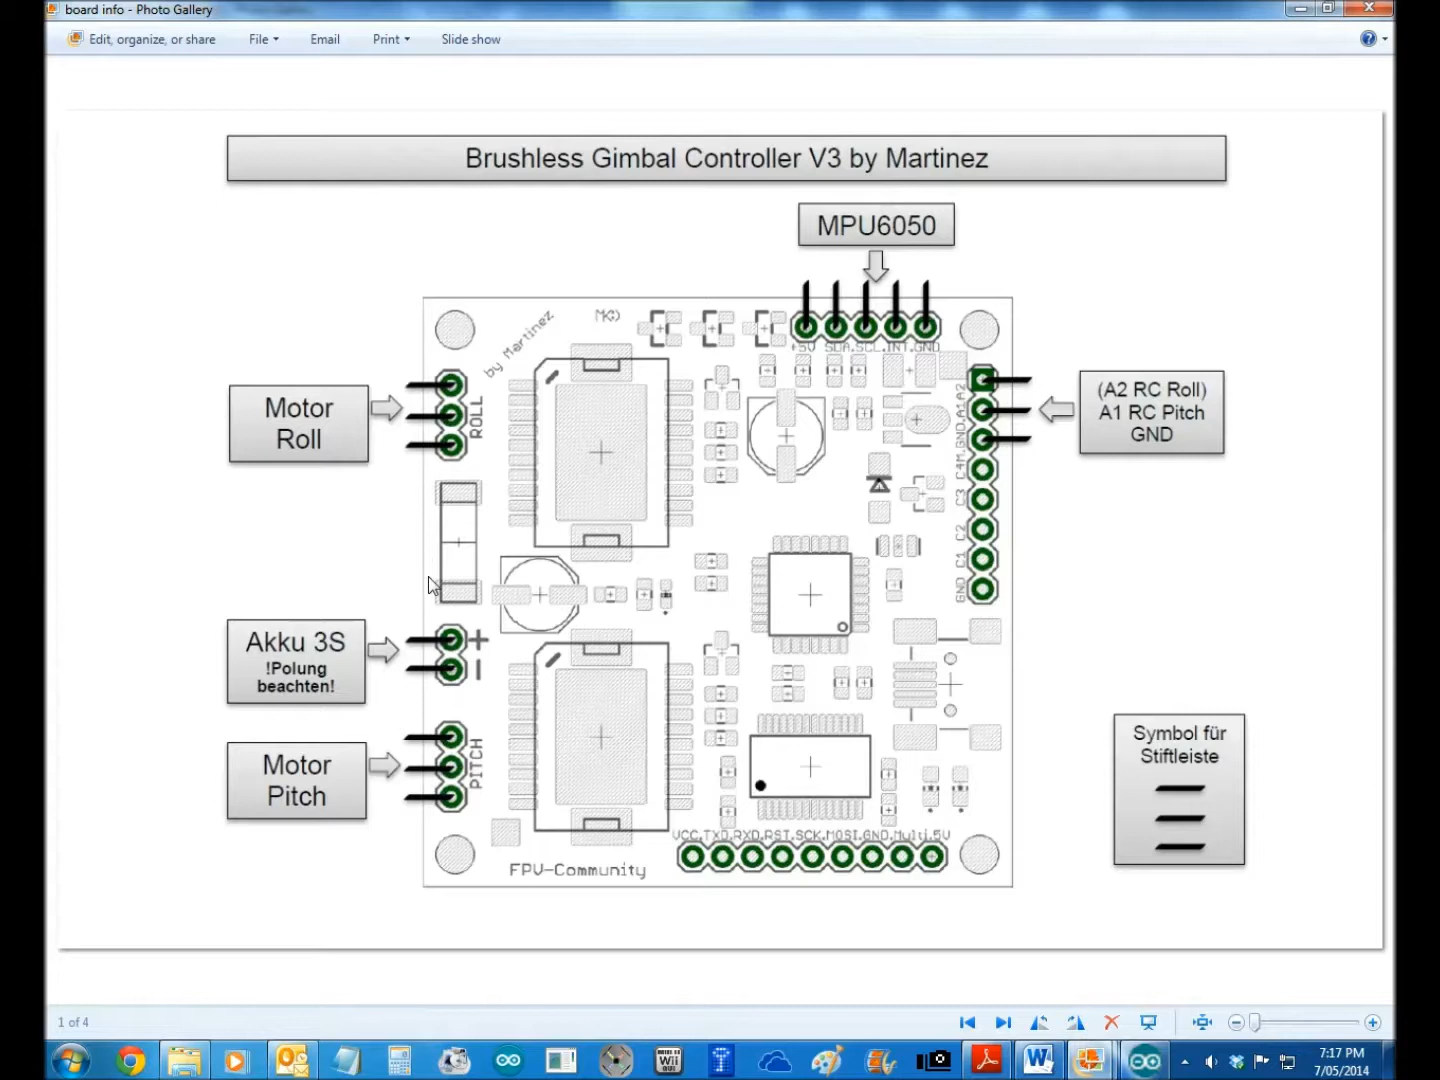 board info - Photo Gallery
Edit, organize, or share File Email Print Slide show
Brushless Gimbal Controller V3 by Martinez
MPU6050
by Martinez
+5V SDA.SCL.INT.GND
Motor
Roll
ROLL
(A2 RC Roll)
A1 RC Pitch
GND
GND C1 C2 C3 C4M.GND.A1A2
Akku 3S
!Polung
beachten!
+
-
Motor
Pitch
PITCH
Symbol für
Stiftleiste
VCC.TXD.RXD.RST.SCK.MOSI.GND.Multi.5V
FPV-Community
1 of 4
Wii
7:17 PM
7/05/2014